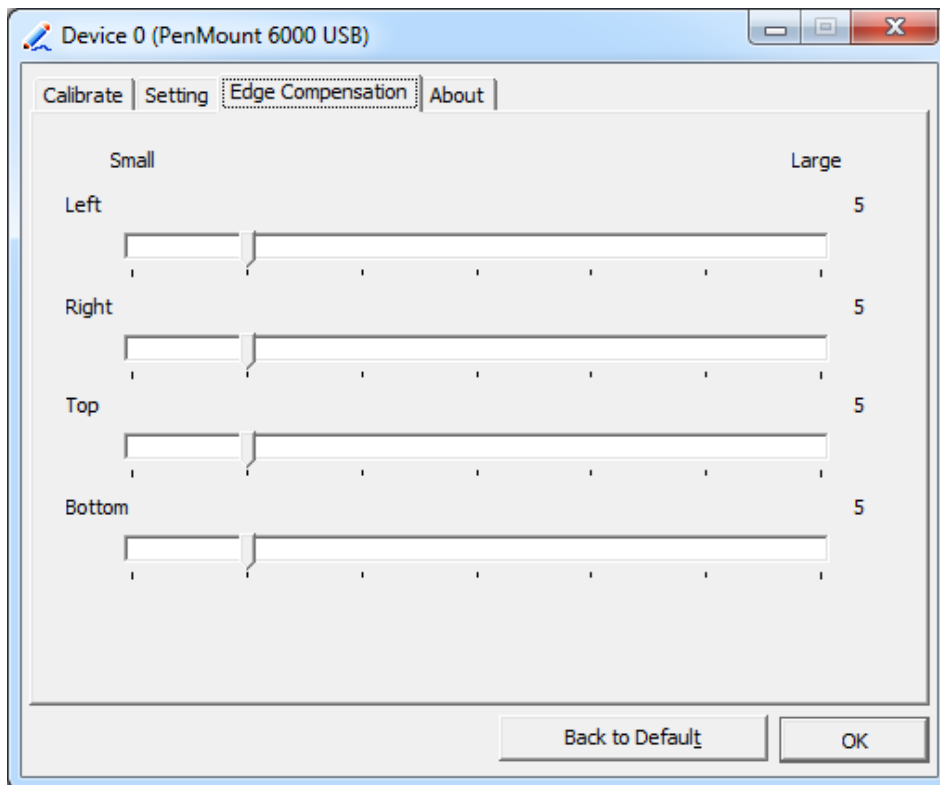 Device 0 (PenMount 6000 USB)
Calibrate Setting Edge Compensation About
Small Large
Left 5
Right 5
Top 5
Bottom 5
Back to Default OK